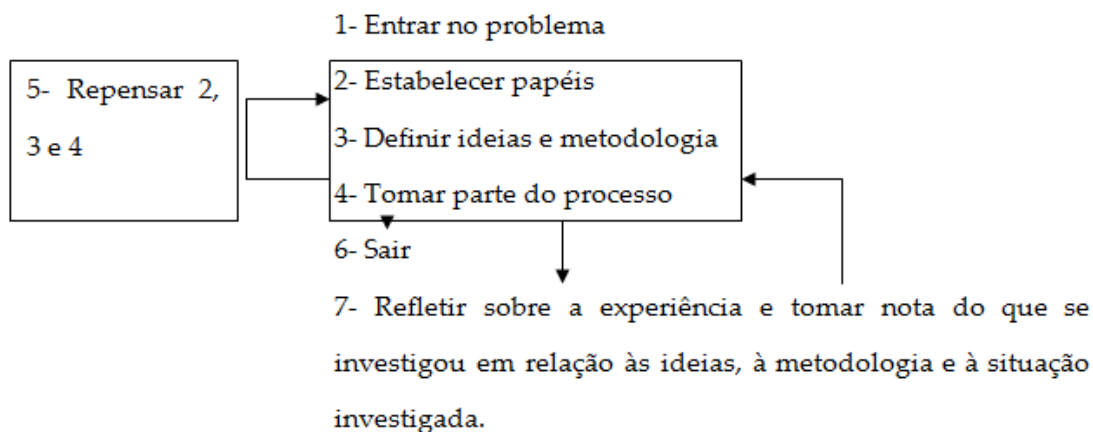 1- Entrar no problema
5- Repensar 2,
3 e 4
2- Estabelecer papéis
3- Definir ideias e metodologia
4- Tomar parte do processo
6- Sair
7- Refletir sobre a experiência e tomar nota do que se
investigou em relação às ideias, à metodologia e à situação
investigada.